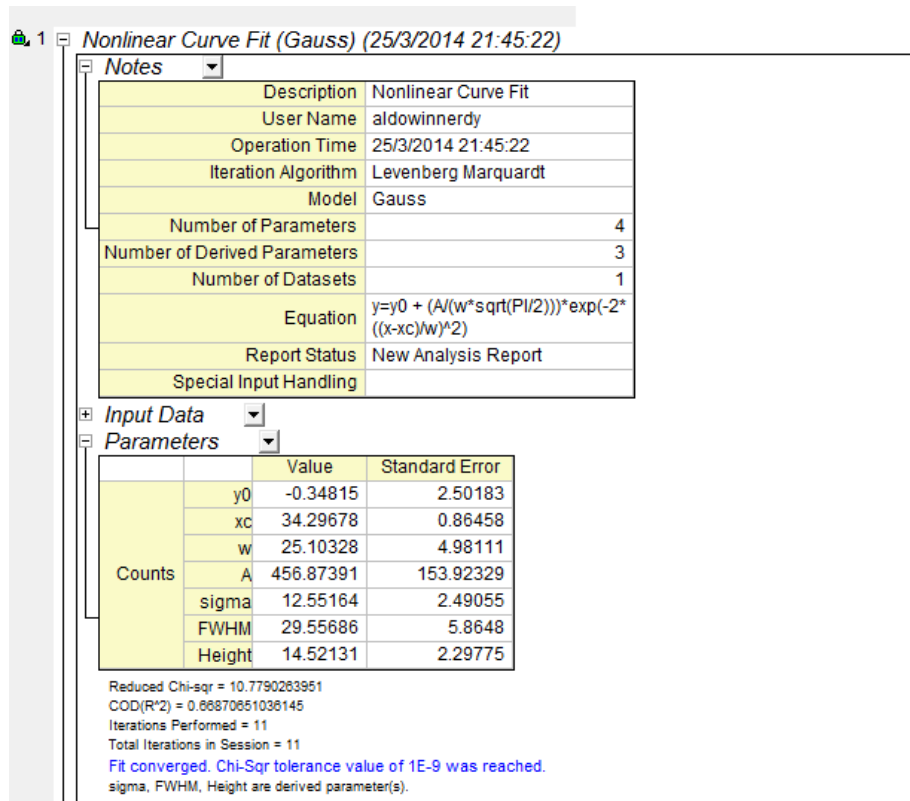 1 Nonlinear Curve Fit (Gauss) (25/3/2014 21:45:22)
Notes
Description Nonlinear Curve Fit
User Name aldowinnerdy
Operation Time 25/3/2014 21:45:22
Iteration Algorithm Levenberg Marquardt
Model Gauss
Number of Parameters 4
Number of Derived Parameters 3
Number of Datasets 1
Equation y=y0 + (A/(w*sqrt(PI/2)))*exp(-2*
((x-xc)/w)^2)
Report Status New Analysis Report
Special Input Handling
Input Data
Parameters
Value Standard Error
y0 -0.34815 2.50183
xc 34.29678 0.86458
w 25.10328 4.98111
Counts A 456.87391 153.92329
sigma 12.55164 2.49055
FWHM 29.55686 5.8648
Height 14.52131 2.29775
Reduced Chi-sqr = 10.7790263951
COD(R^2) = 0.66870651036145
Iterations Performed = 11
Total Iterations in Session = 11
Fit converged. Chi-Sqr tolerance value of 1E-9 was reached.
sigma, FWHM, Height are derived parameter(s).